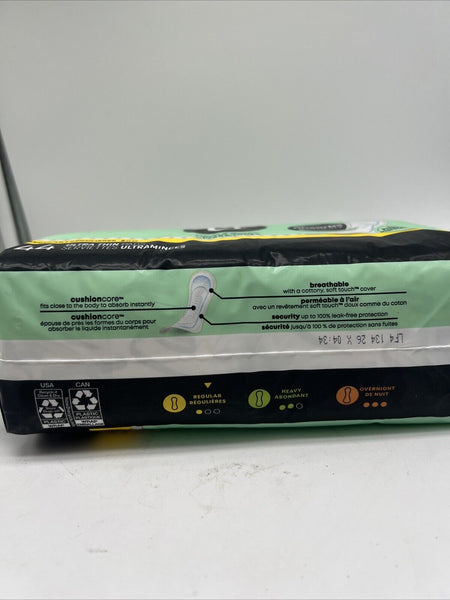 44 ULTRA THIN
ULTRAMINCES
cushioncore™
fits close to the body to absorb instantly
cushioncore™
épouse de près les formes du corps pour
absorber le liquide instantanément
breathable
with a cottony, soft touch™ cover
perméable à l'air
avec un revêtement soft touch™ doux comme du coton
security up to 100% leak-free protection
sécurité jusqu'à 100 % de protection sans fuites
LF4 134 26 X 04:34
USA
CAN
PLASTIC
PLASTIQUE
REGULAR
RÉGULIÈRES
HEAVY
ABONDANT
OVERNIGHT
DE NUIT